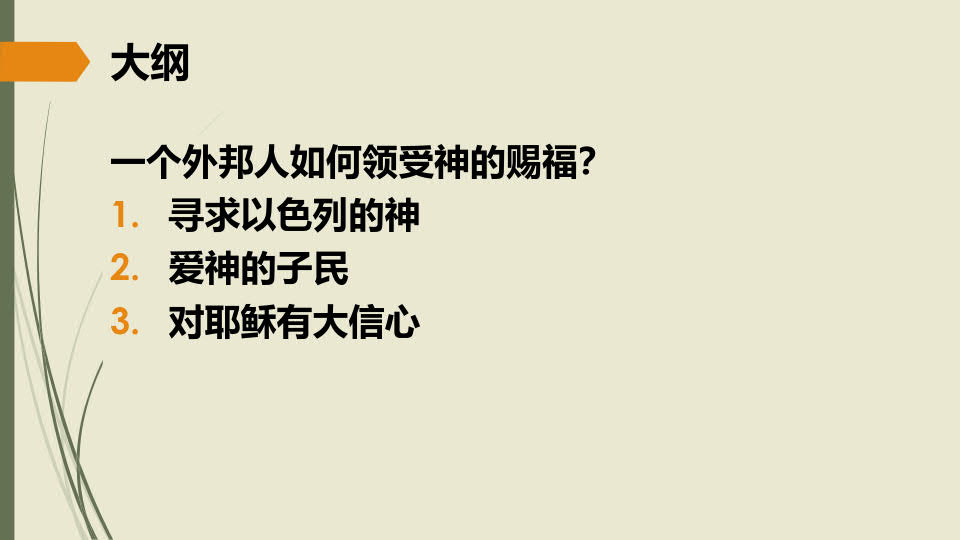 大纲
一个外邦人如何领受神的赐福?
1. 寻求以色列的神
2. 爱神的子民
3. 对耶稣有大信心